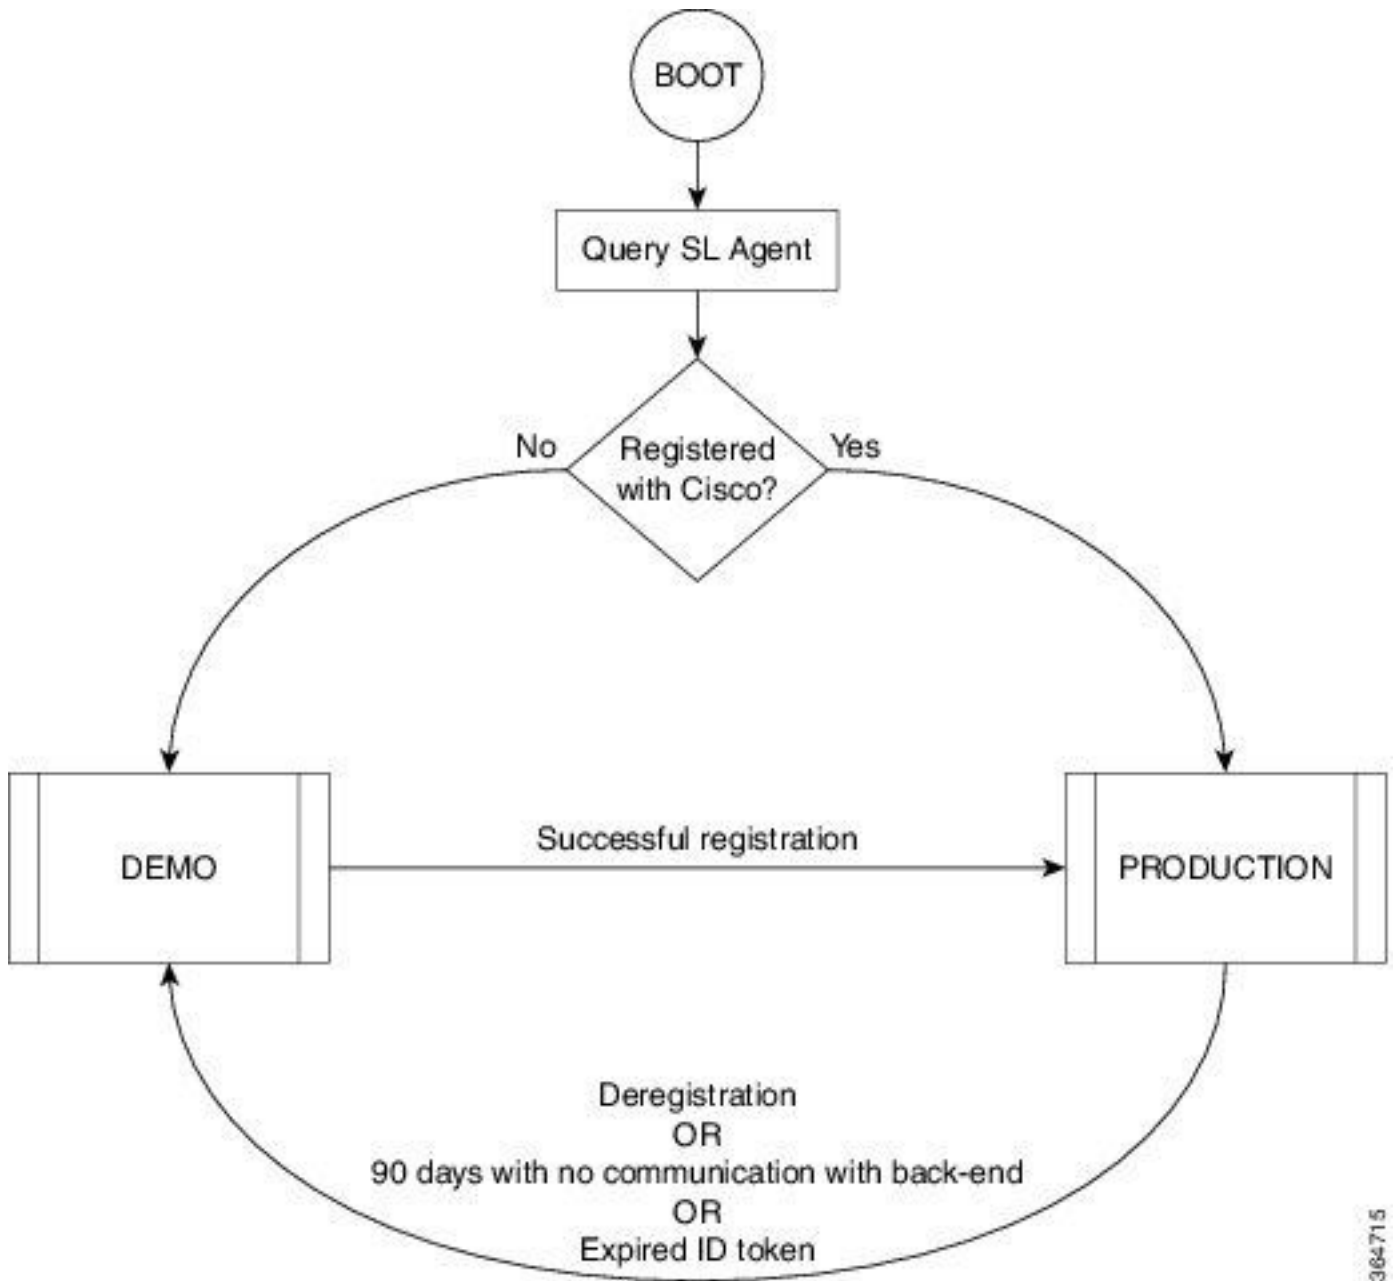 BOOT
Query SL Agent
No
Yes
Registered
with Cisco?
Successful registration
DEMO
PRODUCTION
Deregistration
OR
90 days with no communication with back-end
OR
Expired ID token
364715